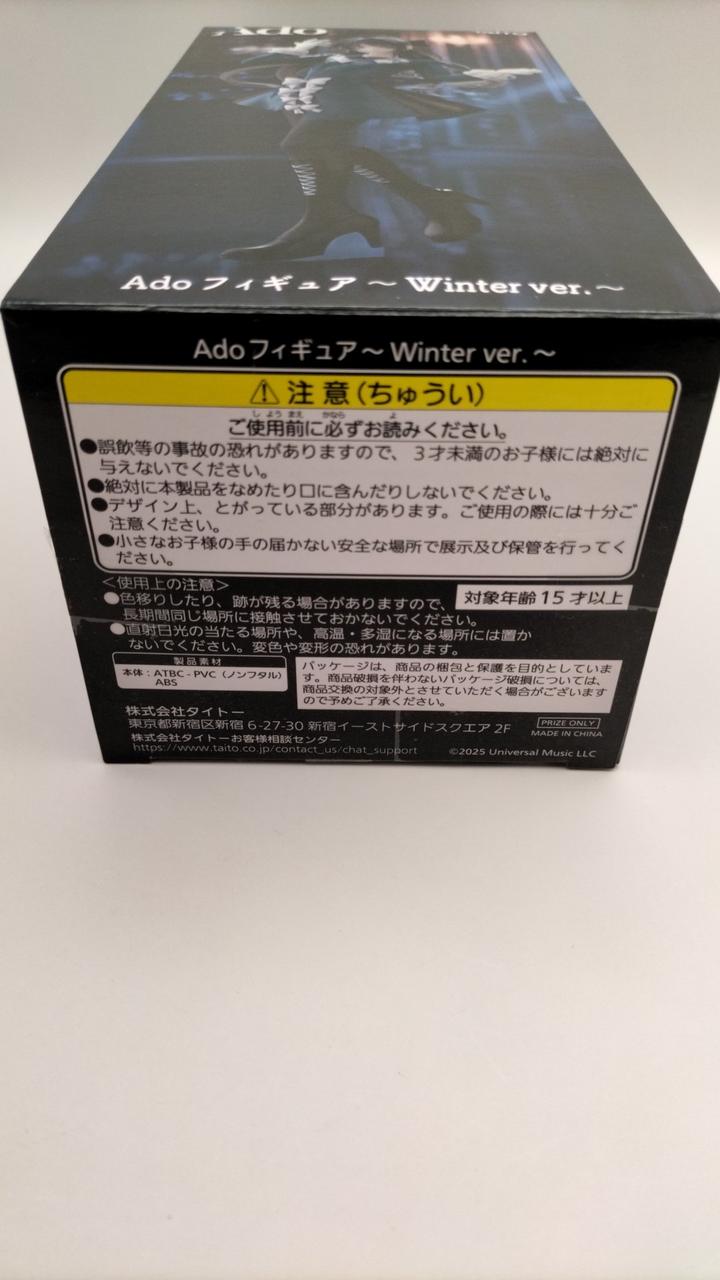 Ado
Ado フィギュア ～ Winter ver. ～
Adoフィギュア～ Winter ver. ～
注意(ちゅうい)
ご使用前に必ずお読みください。
●誤飲等の事故の恐れがありますので、3才未満のお子様には絶対に
与えないでください。
●絶対に本製品をなめたり口に含んだりしないでください。
●デザイン上、とがっている部分があります。ご使用の際には十分ご
注意ください。
●小さなお子様の手の届かない安全な場所で展示及び保管を行ってく
ださい。
<使用上の注意>
●色移りしたり、跡が残る場合がありますので、
長期間同じ場所に接触させておかないでください。
対象年齢15才以上
●直射日光の当たる場所や、高温・多湿になる場所には置か
ないでください。変色や変形の恐れがあります。
製品素材
本体：ATBC-PVC（ノンフタル）
ABS
パッケージは、商品の梱包と保護を目的としていま
す。商品破損を伴わないパッケージ破損については、
商品交換の対象外とさせていただく場合がございます
ので予めご了承ください。
株式会社タイトー
東京都新宿区新宿 6-27-30 新宿イーストサイドスクエア 2F
株式会社タイトーお客様相談センター
https://www.taito.co.jp/contact_us/chat_support
PRIZE ONLY
MADE IN CHINA
©2025 Universal Music LLC